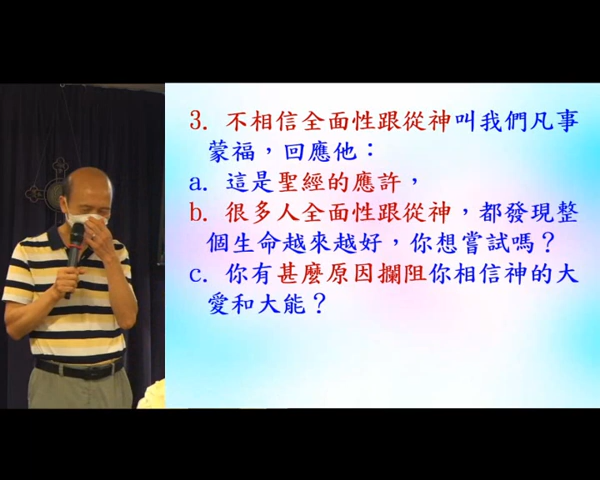 3. 不相信全面性跟從神叫我們凡事
蒙福，回應他：
a. 這是聖經的應許，
b. 很多人全面性跟從神，都發現整
個生命越來越好，你想嘗試嗎？
c. 你有甚麼原因攔阻你相信神的大
愛和大能？